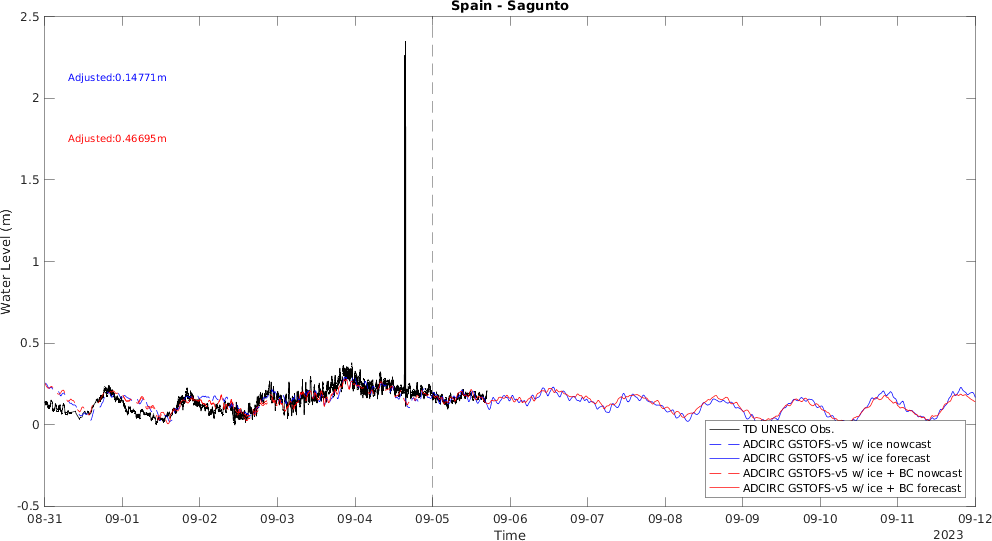 Spain - Sagunto
2.5
2
1.5
1
0.5
0
-0.5
Water Level (m)
Adjusted:0.14771m
Adjusted:0.46695m
TD UNESCO Obs.
ADCIRC GSTOFS-v5 w/ ice nowcast
ADCIRC GSTOFS-v5 w/ ice forecast
ADCIRC GSTOFS-v5 w/ ice + BC nowcast
ADCIRC GSTOFS-v5 w/ ice + BC forecast
08-31 09-01 09-02 09-03 09-04 09-05 09-06 09-07 09-08 09-09 09-10 09-11 09-12
Time
2023